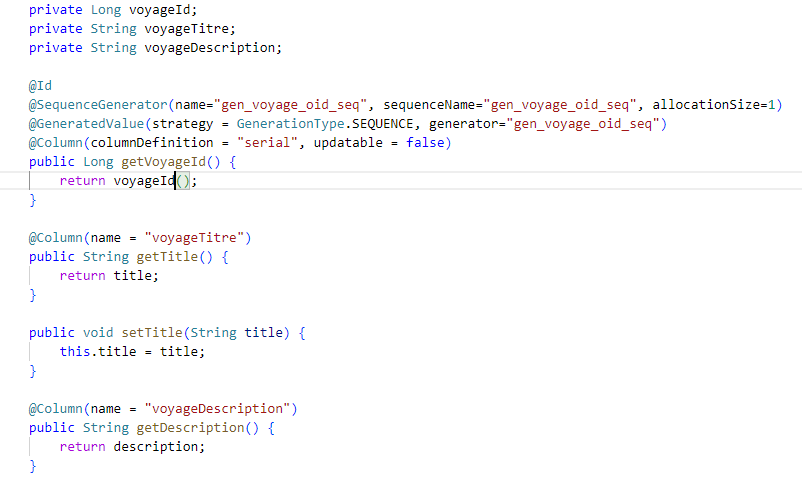 private Long voyageId;
private String voyageTitre;
private String voyageDescription;
@Id
@SequenceGenerator(name="gen_voyage_oid_seq", sequenceName="gen_voyage_oid_seq", allocationSize=1)
@GeneratedValue(strategy = GenerationType.SEQUENCE, generator="gen_voyage_oid_seq")
@Column(columnDefinition = "serial", updatable = false)
public Long getVoyageId() {
return voyageId();
}
@Column(name = "voyageTitre")
public String getTitle() {
return title;
}
public void setTitle(String title) {
this.title = title;
}
@Column(name = "voyageDescription")
public String getDescription() {
return description;
}